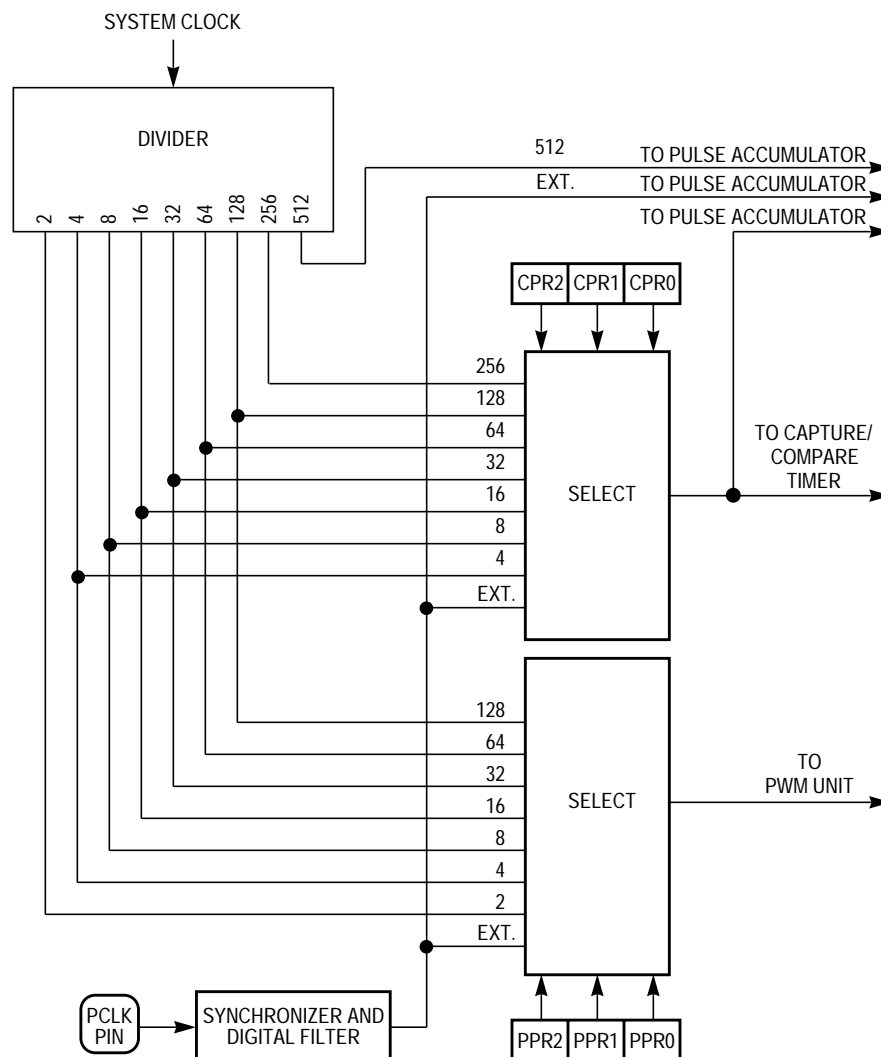 SYSTEM CLOCK
DIVIDER
2 4 8 16 32 64 128 256 512
512 TO PULSE ACCUMULATOR
EXT. TO PULSE ACCUMULATOR
TO PULSE ACCUMULATOR
CPR2 CPR1 CPR0
256
128
64
32
16
8
4
EXT.
SELECT
TO CAPTURE/
COMPARE
TIMER
128
64
32
16
8
4
2
EXT.
SELECT
TO
PWM UNIT
PCLK
PIN
SYNCHRONIZER AND
DIGITAL FILTER
PPR2 PPR1 PPR0